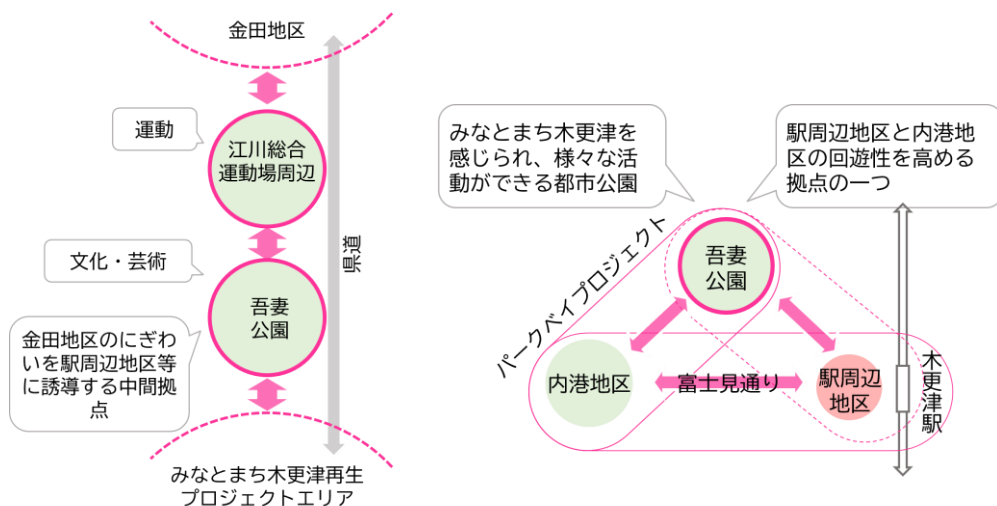 金田地区
運動
江川総合
運動場周辺
県道
文化・芸術
吾妻
公園
金田地区のにぎわ
いを駅周辺地区等
に誘導する中間拠
点
みなとまち木更津再生
プロジェクトエリア
みなとまち木更津を
感じられ、様々な活
動ができる都市公園
駅周辺地区と内港地
区の回遊性を高める
拠点の一つ
パークベイプロジェクト
吾妻
公園
内港地区
富士見通り
駅周辺
地区
木更津駅